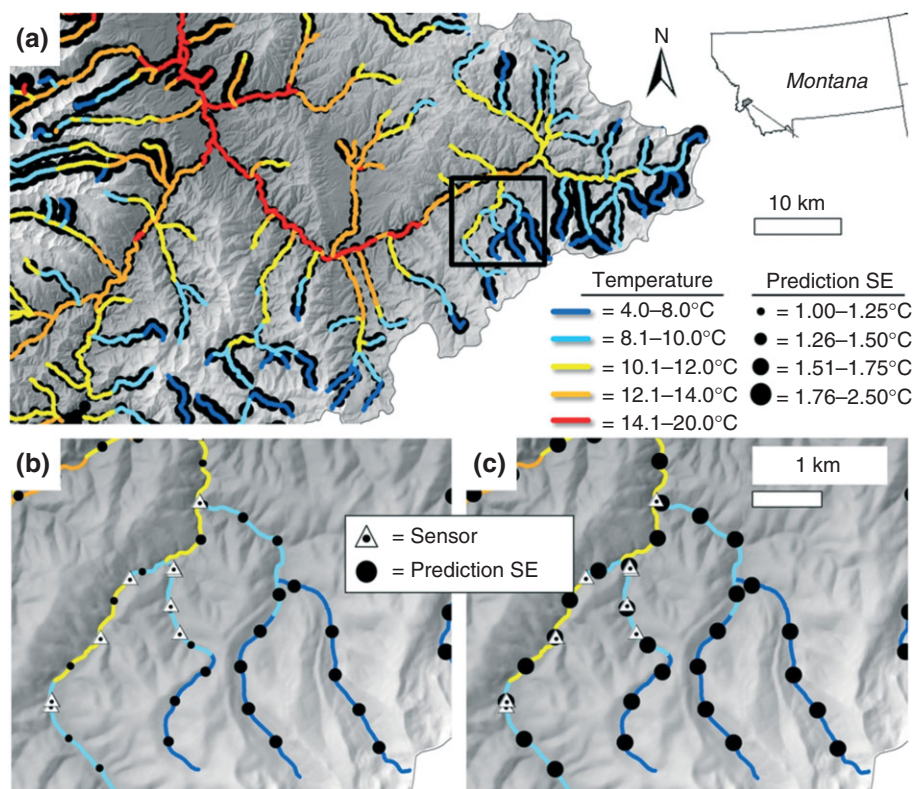 (a)
N
Montana
10 km
Temperature
= 4.0–8.0°C
= 8.1–10.0°C
= 10.1–12.0°C
= 12.1–14.0°C
= 14.1–20.0°C
Prediction SE
= 1.00–1.25°C
= 1.26–1.50°C
= 1.51–1.75°C
= 1.76–2.50°C
(b)
(c)
1 km
= Sensor
= Prediction SE